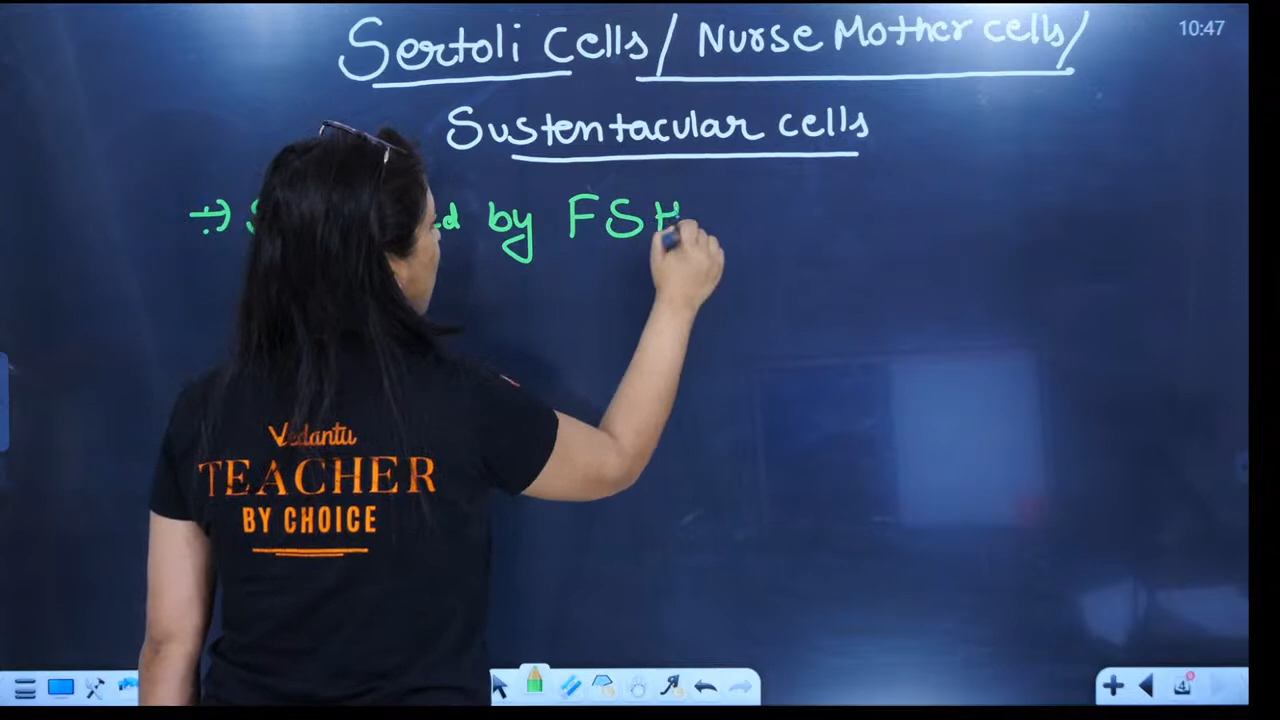 Sertoli Cells/ Nurse Mother cells/
10:47
Sustentacular cells
by FSH
Vedantu
TEACHER
BY CHOICE